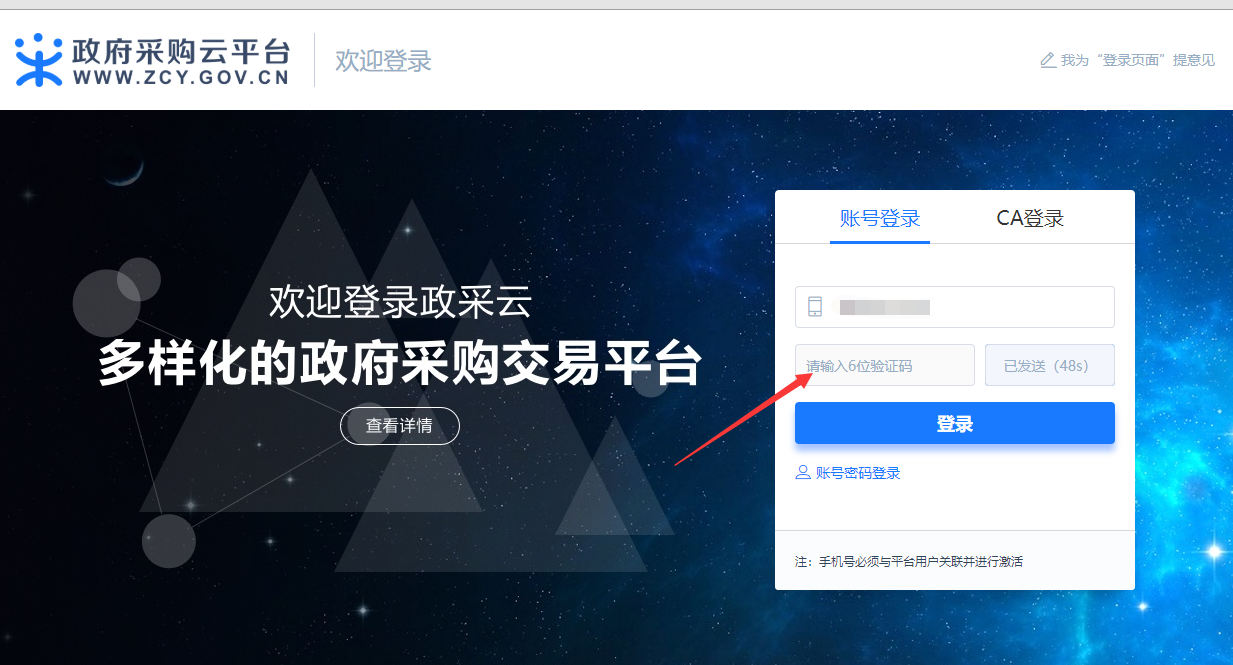 政府采购云平台
WWW.ZCY.GOV.CN
欢迎登录
我为“登录页面”提意见
欢迎登录政采云
多样化的政府采购交易平台
查看详情
账号登录
CA登录
请输入6位验证码
已发送（48s）
登录
账号密码登录
注：手机号必须与平台用户关联并进行激活